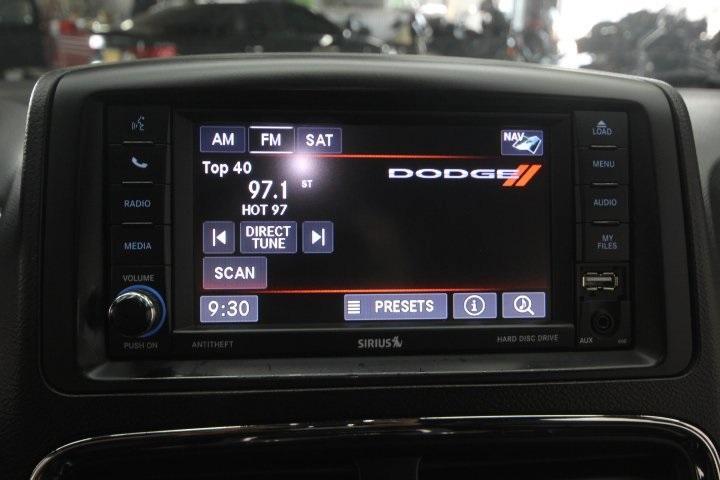 LOAD
AM FM SAT NAV
MENU
Top 40
DODGE
97.1 ST
RADIO
AUDIO
HOT 97
DIRECT
TUNE
MEDIA
MY
FILES
SCAN
VOLUME
9:30 PRESETS
PUSH ON
ANTITHEFT
SIRIUS
HARD DISC DRIVE
AUX